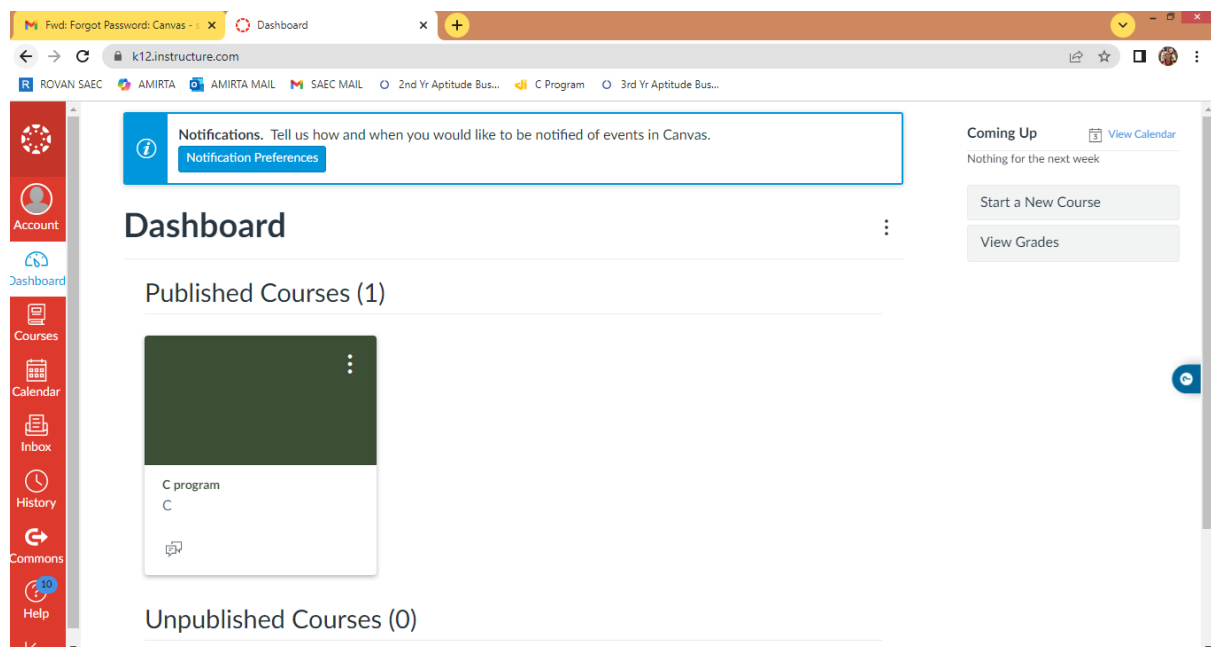 Fwd: Forgot Password: Canvas - s
Dashboard
k12.instructure.com
ROVAN SAEC
AMIRTA
AMIRTA MAIL
SAEC MAIL
2nd Yr Aptitude Bus...
C Program
3rd Yr Aptitude Bus...
Account
Dashboard
Courses
Calendar
Inbox
History
Commons
10
Help
Notifications. Tell us how and when you would like to be notified of events in Canvas.
Notification Preferences
Dashboard
Published Courses (1)
C program
C
Unpublished Courses (0)
Coming Up
3 View Calendar
Nothing for the next week
Start a New Course
View Grades